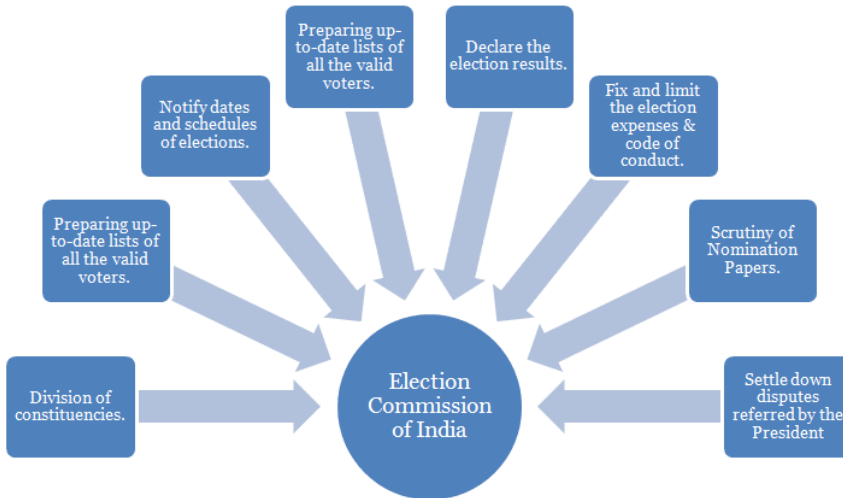 Preparing up-
to-date lists of
all the valid
voters.
Declare the
election results.
Notify dates
and schedules
of elections.
Fix and limit
the election
expenses &
code of
conduct.
Preparing up-
to-date lists of
all the valid
voters.
Scrutiny of
Nomination
Papers.
Division of
constituencies.
Election
Commission
of India
Settle down
disputes
referred by the
President